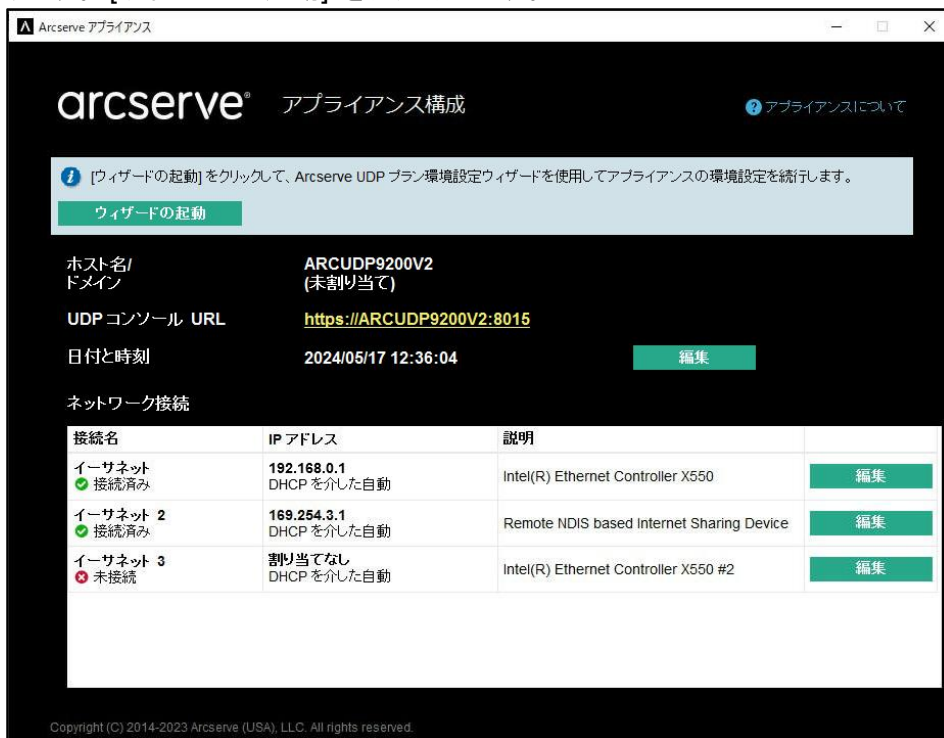 Arcserve アプライアンス
arcserve® アプライアンス構成
アプライアンスについて
[ウィザードの起動] をクリックして、Arcserve UDP プラン環境設定ウィザードを使用してアプライアンスの環境設定を続行します。
ウィザードの起動
ホスト名/ ARCUDP9200V2
ドメイン (未割り当て)
UDP コンソール URL https://ARCUDP9200V2:8015
日付と時刻 2024/05/17 12:36:04 編集
ネットワーク接続
接続名 IP アドレス 説明
イーサネット 192.168.0.1 Intel(R) Ethernet Controller X550 編集
接続済み DHCP を介した自動
イーサネット 2 169.254.3.1 Remote NDIS based Internet Sharing Device 編集
接続済み DHCP を介した自動
イーサネット 3 割り当てなし Intel(R) Ethernet Controller X550 #2 編集
未接続 DHCP を介した自動
Copyright (C) 2014-2023 Arcserve (USA), LLC. All rights reserved.